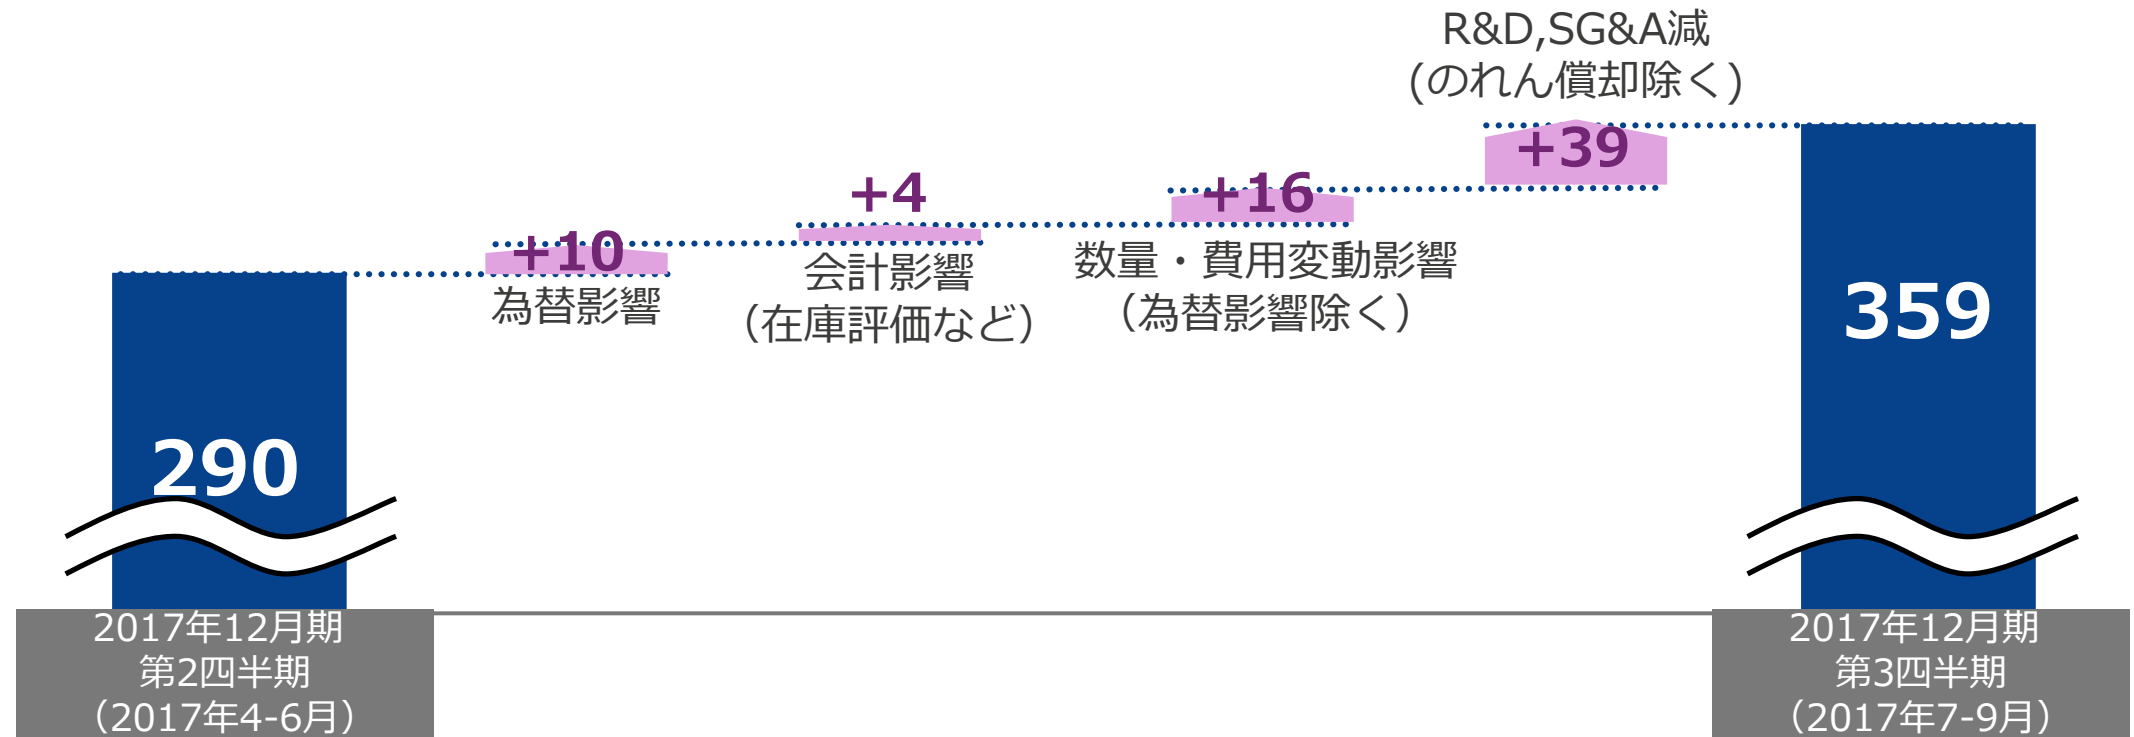 R&D,SG&A減
(のれん償却除く)
+39
+4
+16
+10
為替影響
会計影響
（在庫評価など）
数量・費用変動影響
（為替影響除く）
290
359
2017年12月期
第2四半期
（2017年4-6月）
2017年12月期
第3四半期
（2017年7-9月）